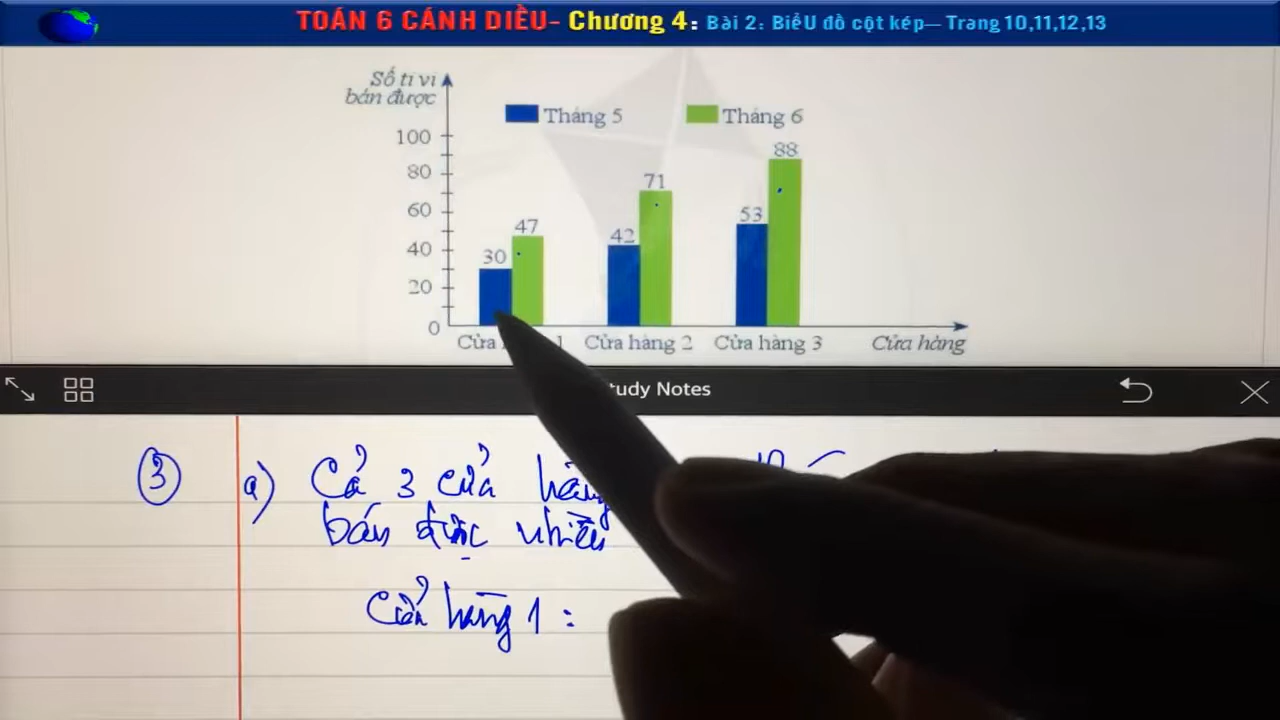 TOÁN 6 CÁNH DIỀU- Chương 4: Bài 2: BiểU đồ cột kép— Trang 10,11,12,13
Số ti vi
bán được
Tháng 5
Tháng 6
100
80
60
40
20
0
30
47
42
71
53
88
Cửa 1
Cửa hàng 2
Cửa hàng 3
Cửa hàng
Study Notes
3 a) Cả 3 cửa hàng
bán được nhiều
Cửa hàng 1 :